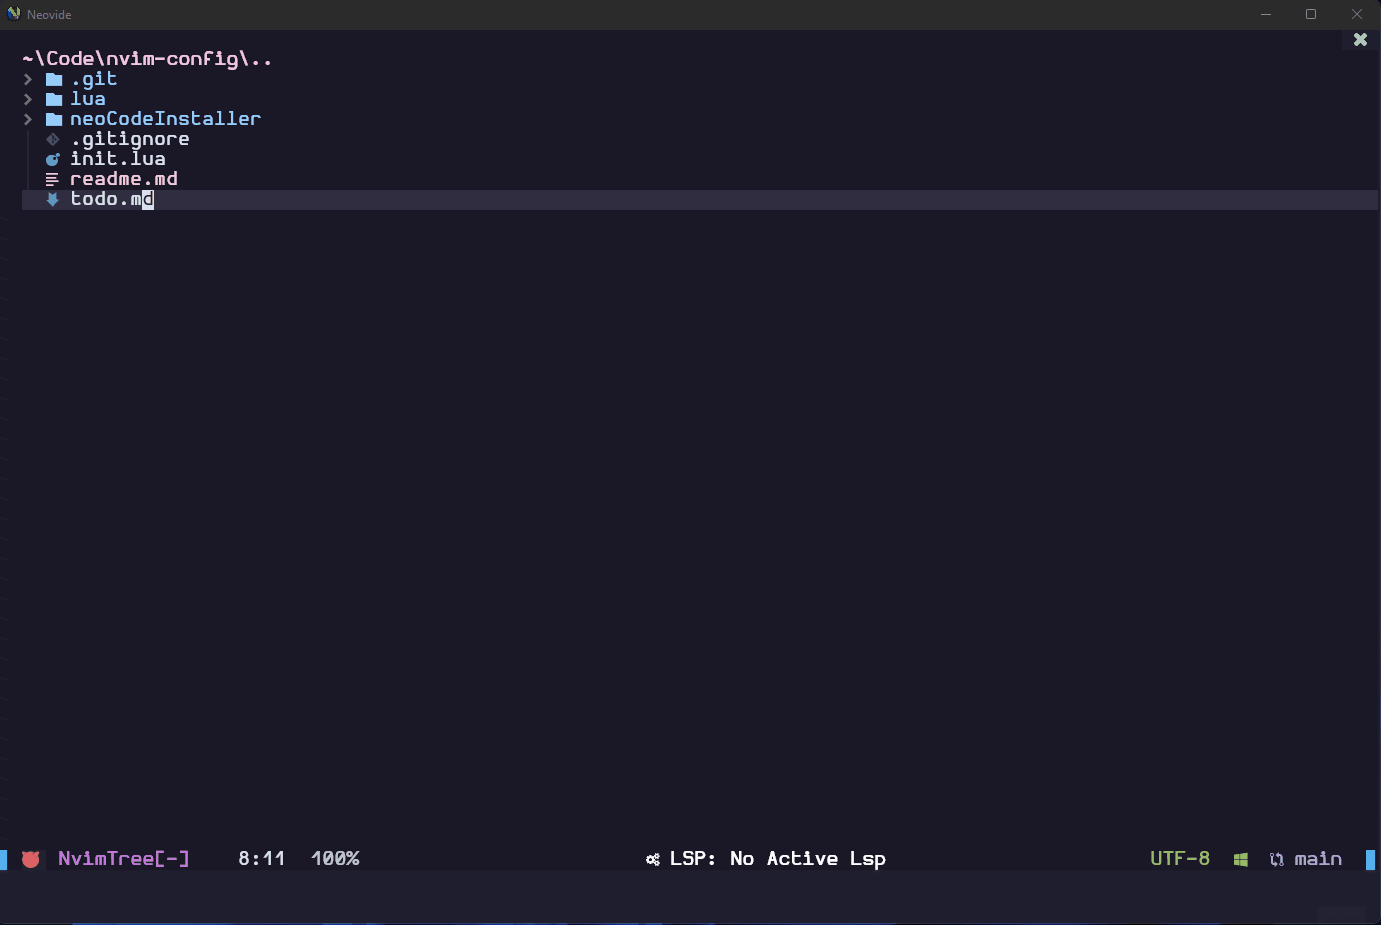 Neovide
~\Code\nvim-config\..
.git
lua
neoCodeInstaller
.gitignore
init.lua
readme.md
todo.md
NvimTree[-] 8:11 100% LSP: No Active Lsp UTF-8 main